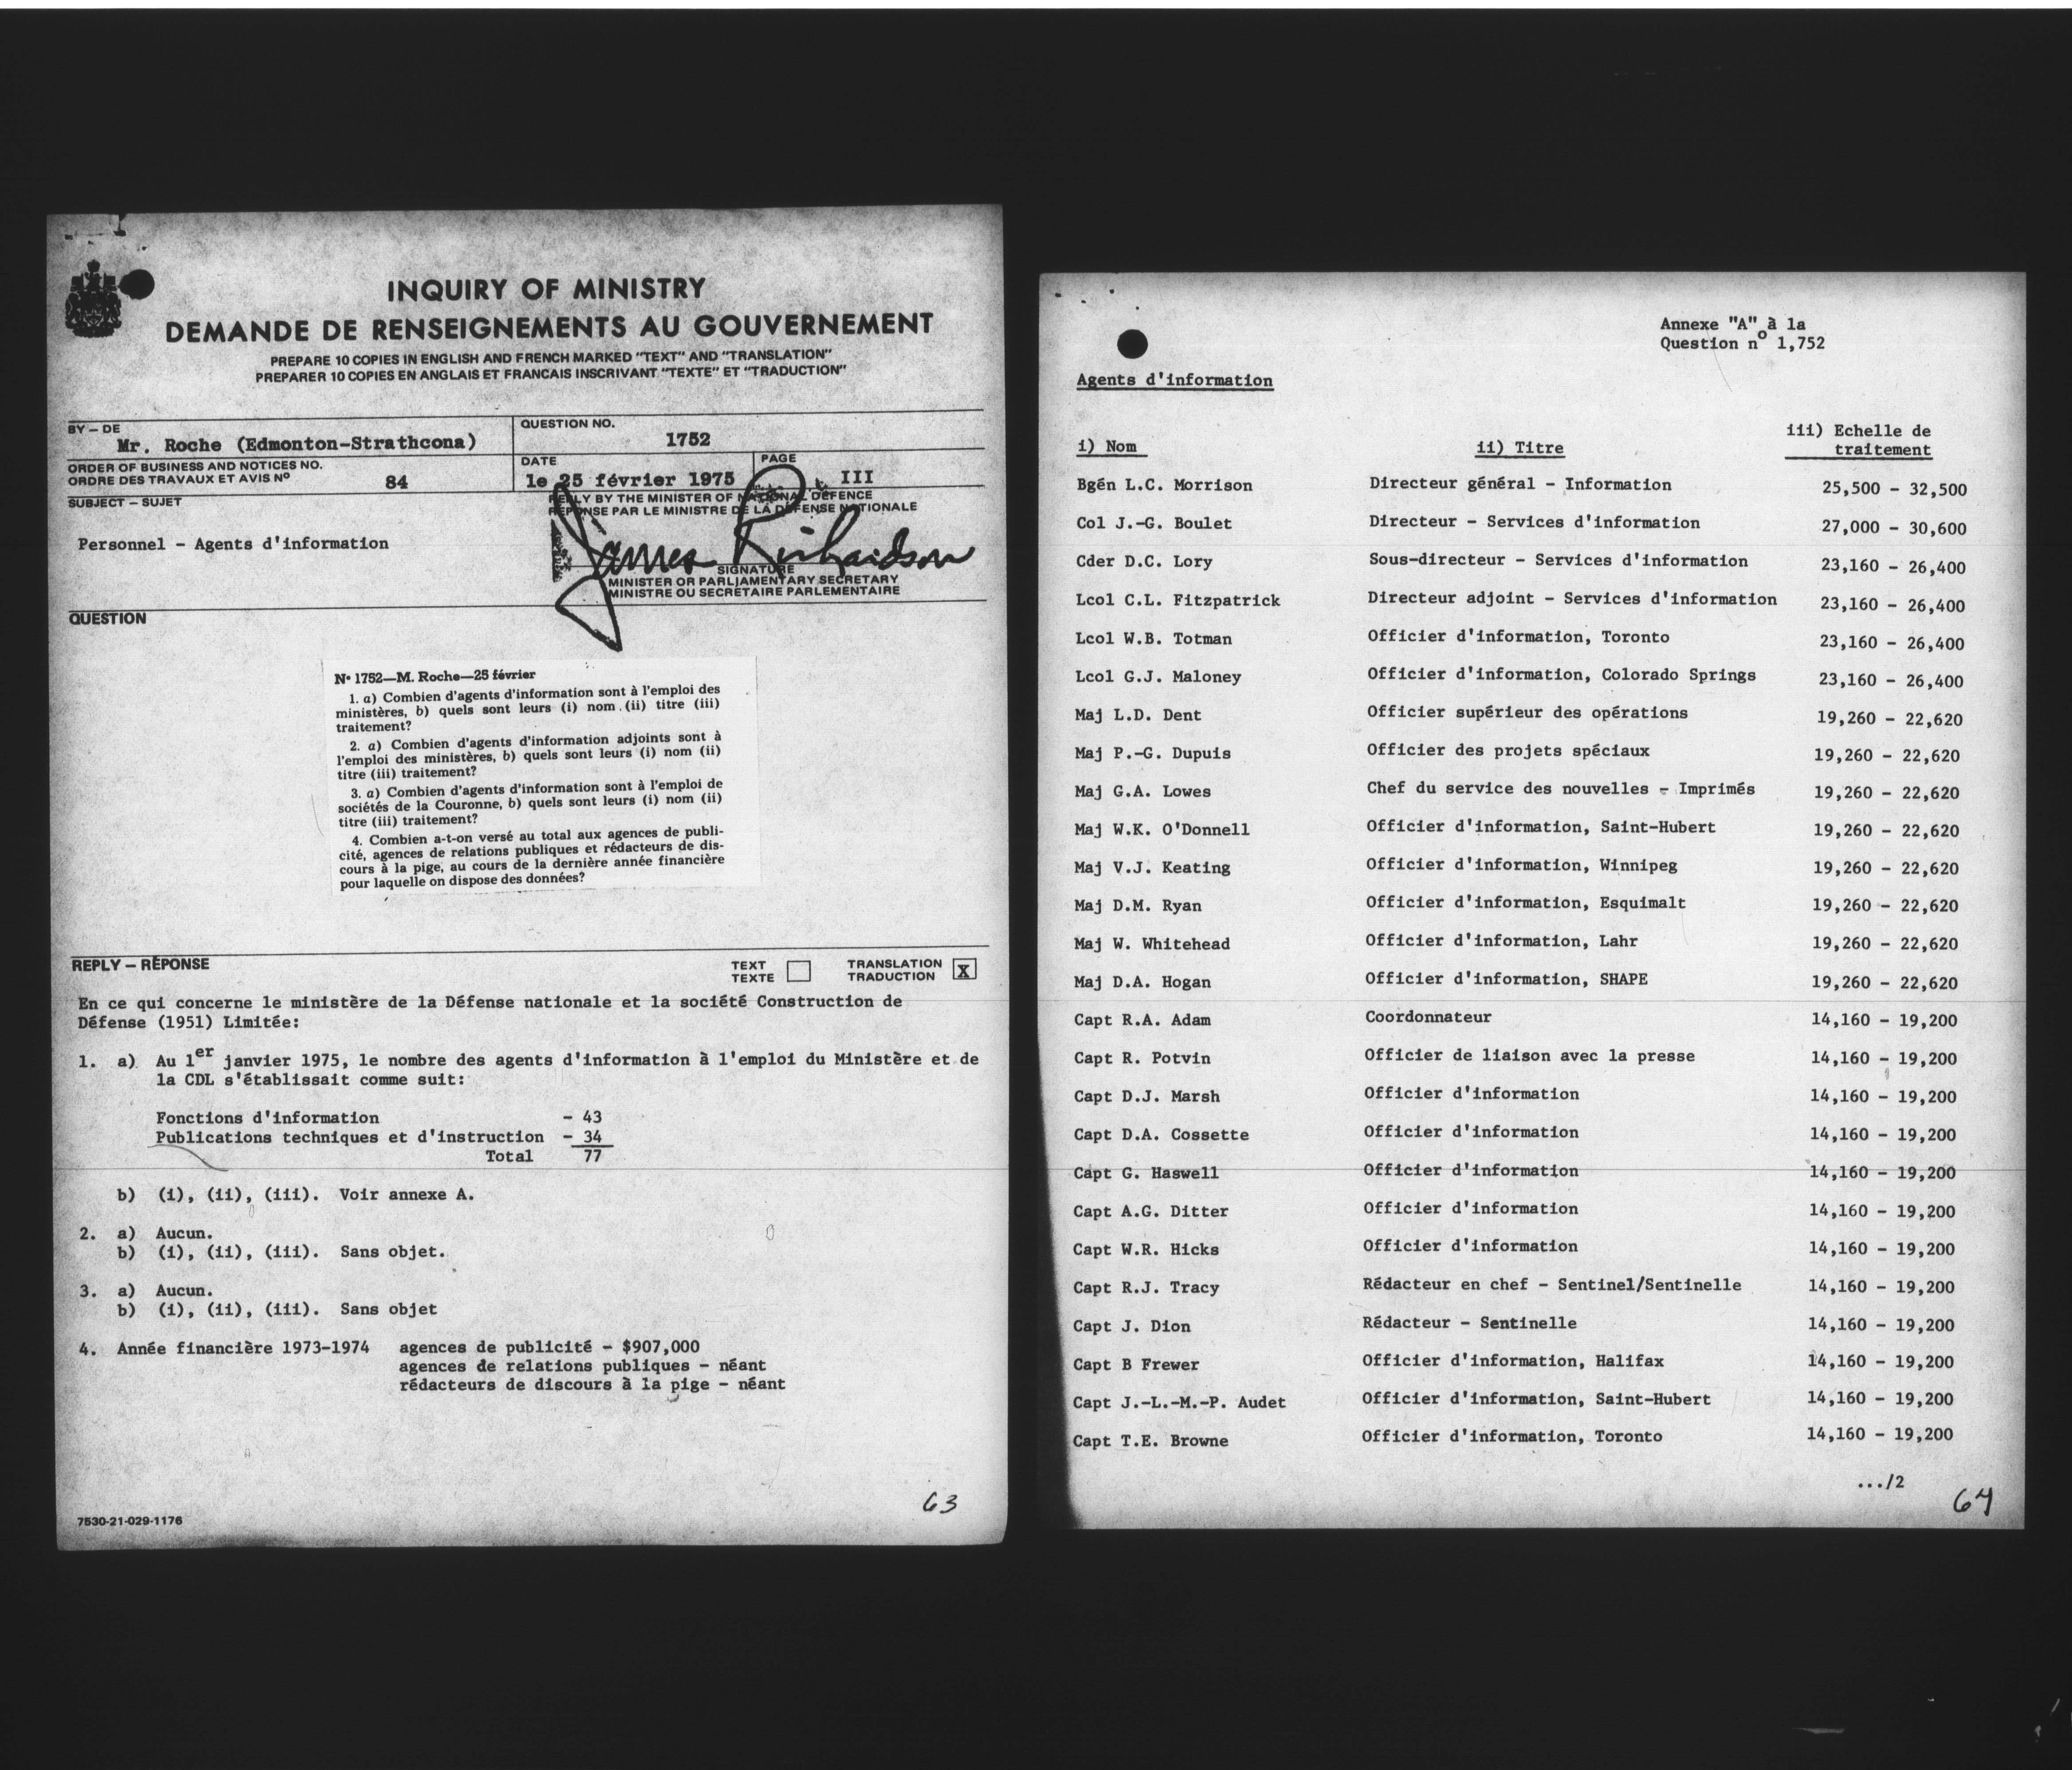 INQUIRY OF MINISTRY
DEMANDE DE RENSEIGNEMENTS AU GOUVERNEMENT
PREPARE 10 COPIES IN ENGLISH AND FRENCH MARKED "TEXT" AND "TRANSLATION"
PREPARER 10 COPIES EN ANGLAIS ET FRANCAIS INSCRIVANT "TEXTE" ET "TRADUCTION"
BY – DE
Mr. Roche (Edmonton-Strathcona)
QUESTION NO.
1752
ORDER OF BUSINESS AND NOTICES NO.
ORDRE DES TRAVAUX ET AVIS Nº
84
DATE
le 25 février 1975
PAGE
III
SUBJECT – SUJET
Personnel – Agents d'information
REPLY BY THE MINISTER OF NATIONAL DEFENCE
REPONSE PAR LE MINISTRE DE LA DEFENSE NATIONALE
James Richardson
SIGNATURE
MINISTER OR PARLIAMENTARY SECRETARY
MINISTRE OU SECRETAIRE PARLEMENTAIRE
QUESTION
Nº 1752—M. Roche—25 février
1. a) Combien d'agents d'information sont à l'emploi des
ministères, b) quels sont leurs (i) nom (ii) titre (iii)
traitement?
2. a) Combien d'agents d'information adjoints sont à
l'emploi des ministères, b) quels sont leurs (i) nom (ii)
titre (iii) traitement?
3. a) Combien d'agents d'information sont à l'emploi de
sociétés de la Couronne, b) quels sont leurs (i) nom (ii)
titre (iii) traitement?
4. Combien a-t-on versé au total aux agences de publi-
cité, agences de relations publiques et rédacteurs de dis-
cours à la pige, au cours de la dernière année financière
pour laquelle on dispose des données?
REPLY – RÉPONSE
TEXT
TEXTE
TRANSLATION
TRADUCTION
X
En ce qui concerne le ministère de la Défense nationale et la société Construction de
Défense (1951) Limitée:
1. a) Au 1er janvier 1975, le nombre des agents d'information à l'emploi du Ministère et de
la CDL s'établissait comme suit:
Fonctions d'information – 43
Publications techniques et d'instruction – 34
Total 77
b) (i), (ii), (iii). Voir annexe A.
2. a) Aucun.
b) (i), (ii), (iii). Sans objet.
3. a) Aucun.
b) (i), (ii), (iii). Sans objet
4. Année financière 1973-1974 agences de publicité – $907,000
agences de relations publiques – néant
rédacteurs de discours à la pige – néant
63
7530-21-029-1176
Annexe "A" à la
Question nº 1,752
Agents d'information
i) Nom ii) Titre iii) Echelle de
traitement
Bgén L.C. Morrison Directeur général – Information 25,500 – 32,500
Col J.-G. Boulet Directeur – Services d'information 27,000 – 30,600
Cder D.C. Lory Sous-directeur – Services d'information 23,160 – 26,400
Lcol C.L. Fitzpatrick Directeur adjoint – Services d'information 23,160 – 26,400
Lcol W.B. Totman Officier d'information, Toronto 23,160 – 26,400
Lcol G.J. Maloney Officier d'information, Colorado Springs 23,160 – 26,400
Maj L.D. Dent Officier supérieur des opérations 19,260 – 22,620
Maj P.-G. Dupuis Officier des projets spéciaux 19,260 – 22,620
Maj G.A. Lowes Chef du service des nouvelles – Imprimés 19,260 – 22,620
Maj W.K. O'Donnell Officier d'information, Saint-Hubert 19,260 – 22,620
Maj V.J. Keating Officier d'information, Winnipeg 19,260 – 22,620
Maj D.M. Ryan Officier d'information, Esquimalt 19,260 – 22,620
Maj W. Whitehead Officier d'information, Lahr 19,260 – 22,620
Maj D.A. Hogan Officier d'information, SHAPE 19,260 – 22,620
Capt R.A. Adam Coordonnateur 14,160 – 19,200
Capt R. Potvin Officier de liaison avec la presse 14,160 – 19,200
Capt D.J. Marsh Officier d'information 14,160 – 19,200
Capt D.A. Cossette Officier d'information 14,160 – 19,200
Capt G. Haswell Officier d'information 14,160 – 19,200
Capt A.G. Ditter Officier d'information 14,160 – 19,200
Capt W.R. Hicks Officier d'information 14,160 – 19,200
Capt R.J. Tracy Rédacteur en chef – Sentinel/Sentinelle 14,160 – 19,200
Capt J. Dion Rédacteur – Sentinelle 14,160 – 19,200
Capt B Frewer Officier d'information, Halifax 14,160 – 19,200
Capt J.-L.-M.-P. Audet Officier d'information, Saint-Hubert 14,160 – 19,200
Capt T.E. Browne Officier d'information, Toronto 14,160 – 19,200
.../2
64